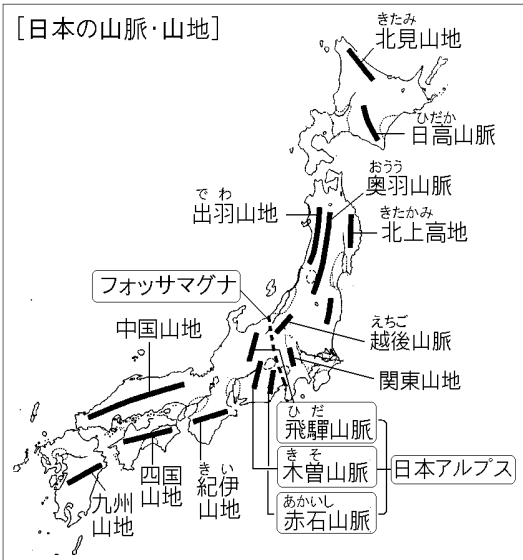 [日本の山脈・山地]
きたみ
北見山地
ひだか
日高山脈
おうう
奥羽山脈
でわ
出羽山地
きたかみ
北上高地
フォッサマグナ
中国山地
えちご
越後山脈
関東山地
ひだ
飛驒山脈
きそ
木曽山脈
日本アルプス
あかいし
赤石山脈
きい
紀伊
山地
四国
山地
九州
山地